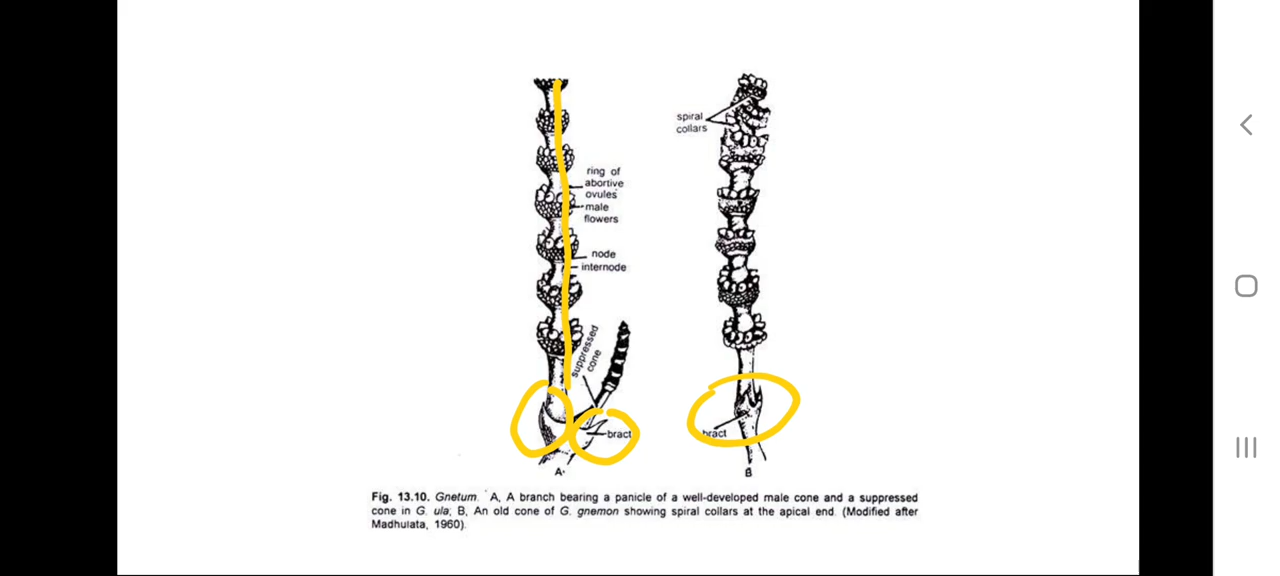 spiral
collars
ring of
abortive
ovules
male
flowers
node
internode
suppressed
cone
bract
bract
A
B
Fig. 13.10. Gnetum. A, A branch bearing a panicle of a well-developed male cone and a suppressed
cone in G. ula; B, An old cone of G. gnemon showing spiral collars at the apical end. (Modified after
Madhulata, 1960).